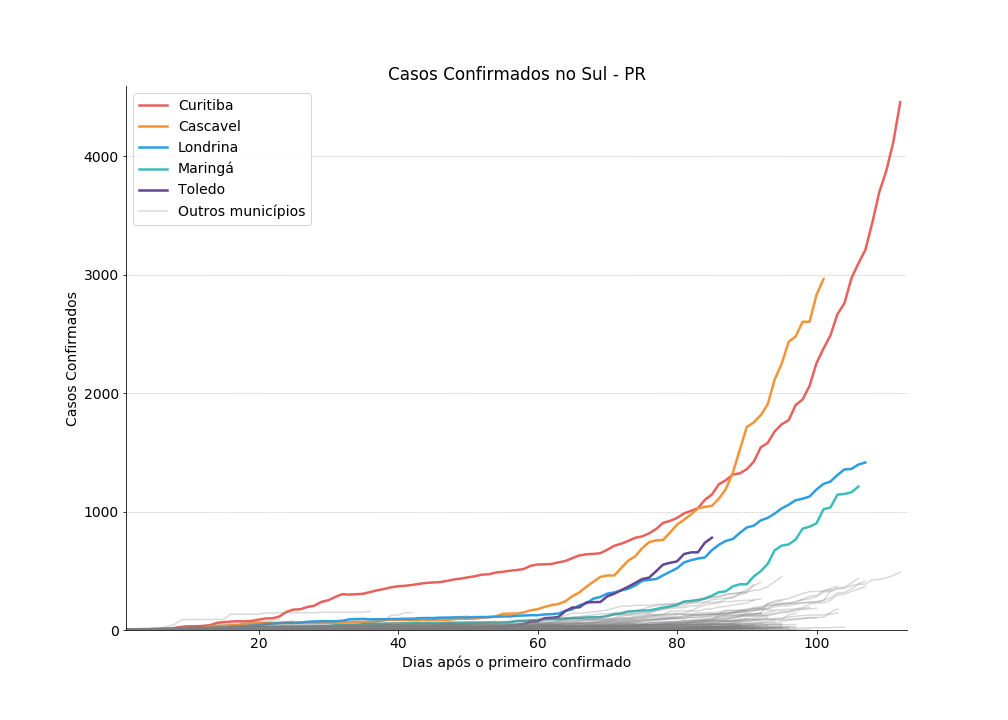 Casos Confirmados no Sul - PR
Curitiba
Cascavel
Londrina
Maringá
Toledo
Outros municípios
Casos Confirmados
4000
3000
2000
1000
0
20
40
60
80
100
Dias após o primeiro confirmado